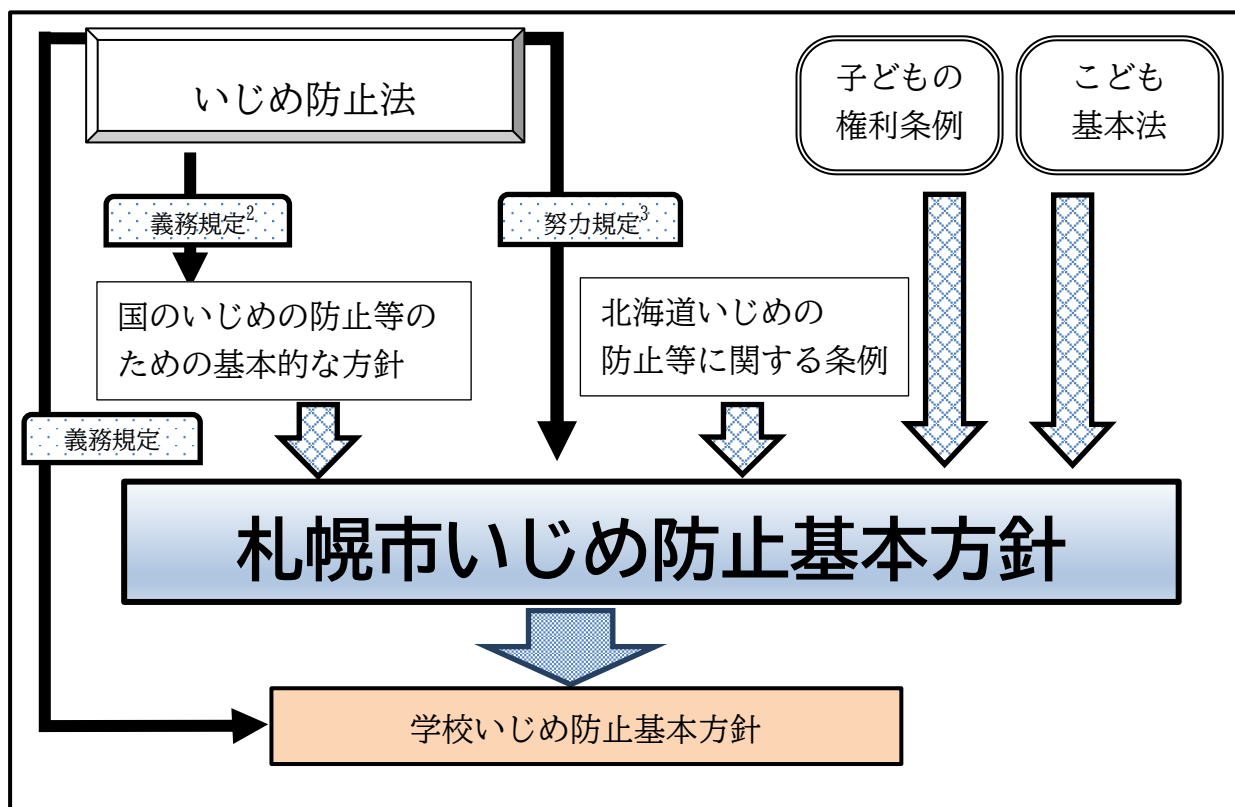 いじめ防止法
子どもの
権利条例
こども
基本法
義務規定2
努力規定3
国のいじめの防止等の
ための基本的な方針
北海道いじめの
防止等に関する条例
義務規定
札幌市いじめ防止基本方針
学校いじめ防止基本方針